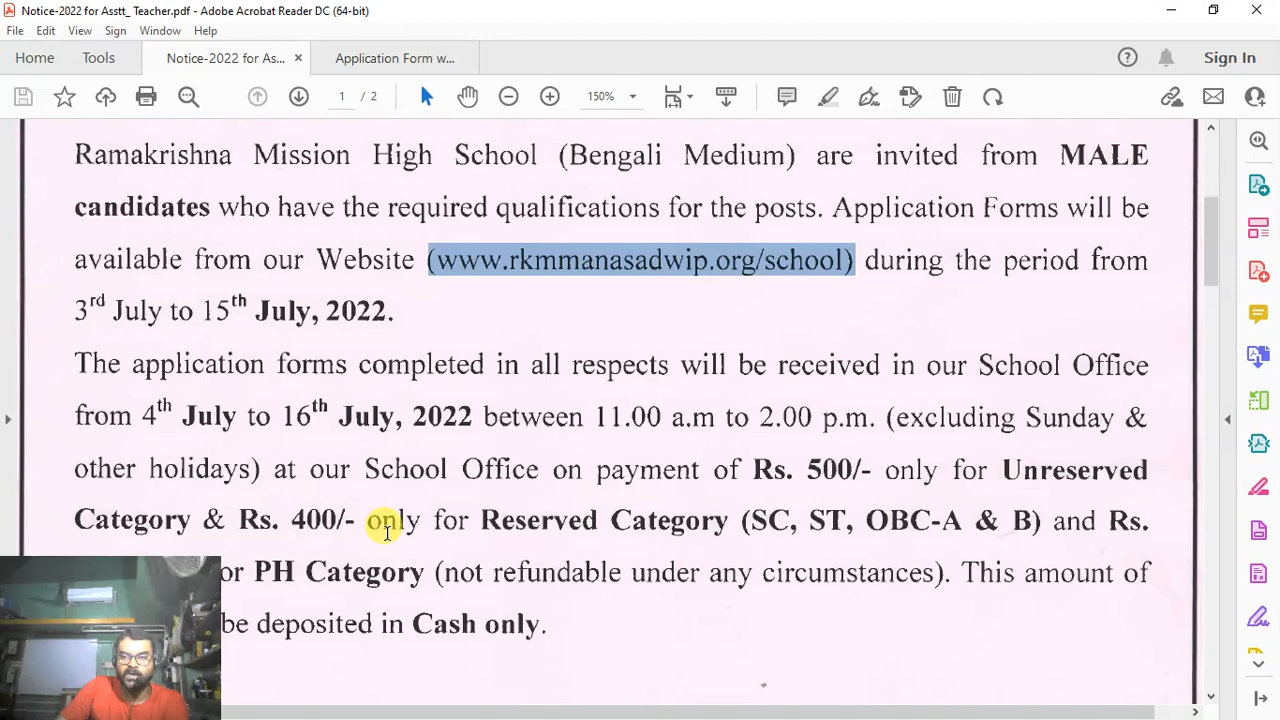 Notice-2022 for Asstt_ Teacher.pdf - Adobe Acrobat Reader DC (64-bit)
File Edit View Sign Window Help
Home Tools Notice-2022 for As... × Application Form w... Sign In
1 / 2 150%
Ramakrishna Mission High School (Bengali Medium) are invited from MALE
candidates who have the required qualifications for the posts. Application Forms will be
available from our Website (www.rkmmanasadwip.org/school) during the period from
3rd July to 15th July, 2022.
The application forms completed in all respects will be received in our School Office
from 4th July to 16th July, 2022 between 11.00 a.m to 2.00 p.m. (excluding Sunday &
other holidays) at our School Office on payment of Rs. 500/- only for Unreserved
Category & Rs. 400/- only for Reserved Category (SC, ST, OBC-A & B) and Rs.
or PH Category (not refundable under any circumstances). This amount of
be deposited in Cash only.